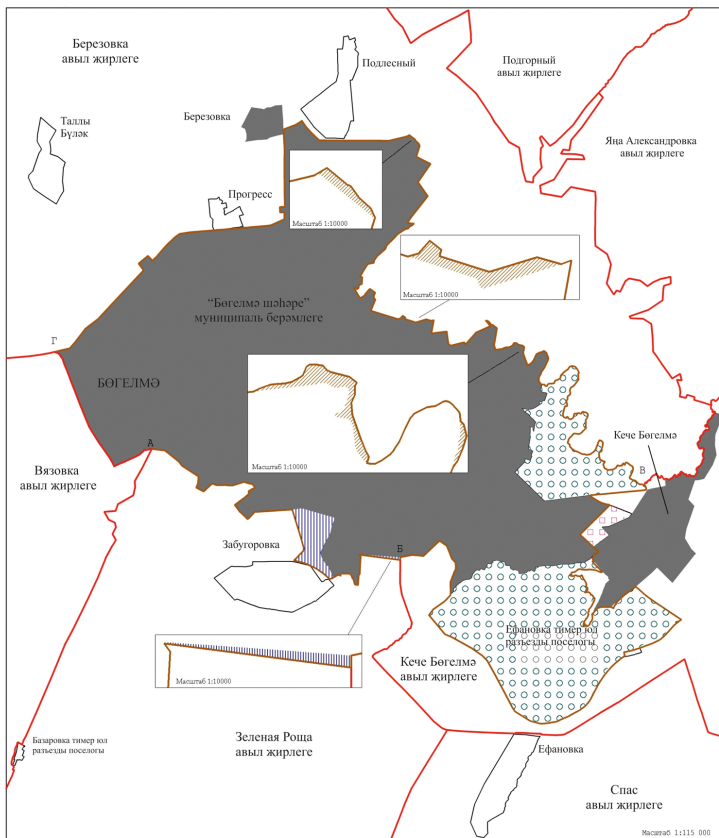 Березовка
авыл җирлеге
Подлесный
Подгорный
авыл җирлеге
Таллы
Бүләк
Березовка
Яңа Александровка
авыл җирлеге
Прогресс
Масштаб 1:10000
Масштаб 1:10000
“Бөгелмә шәһәре”
муниципаль берәмлеге
Г
БӨГЕЛМӘ
А
Масштаб 1:10000
Кече Бөгелмә
В
Вязовка
авыл җирлеге
Забугоровка
Б
Ефановка тимер юл
разъезды поселогы
Масштаб 1:10000
Кече Бөгелмә
авыл җирлеге
Базаровка тимер юл
разъезды поселогы
Зеленая Роща
авыл җирлеге
Ефановка
Спас
авыл җирлеге
Масштаб 1:115 000